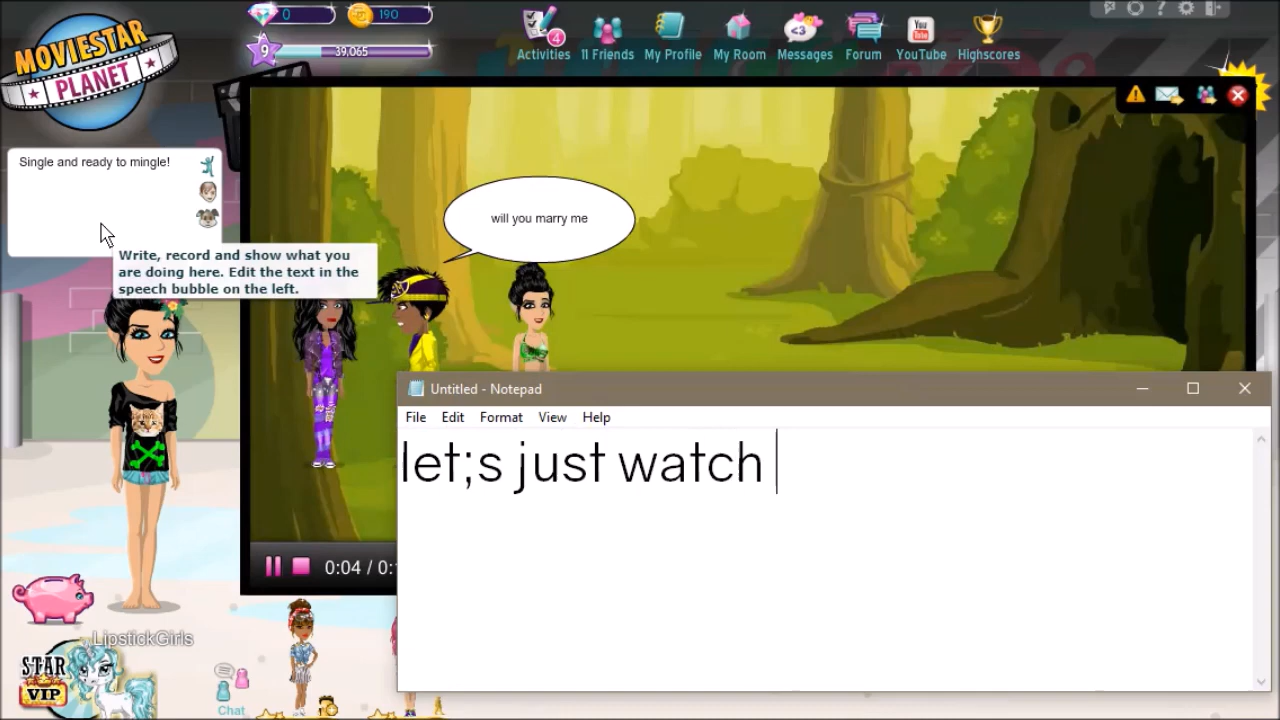 MOVIESTAR
PLANET
0
190
9
39,065
4
Activities
11 Friends
My Profile
My Room
<3
Messages
Forum
You
Tube
YouTube
Highscores
Single and ready to mingle!
Write, record and show what you
are doing here. Edit the text in the
speech bubble on the left.
will you marry me
Untitled - Notepad
File Edit Format View Help
let;s just watch
0:04 / 0:
LipstickGirls
STAR
VIP
Chat